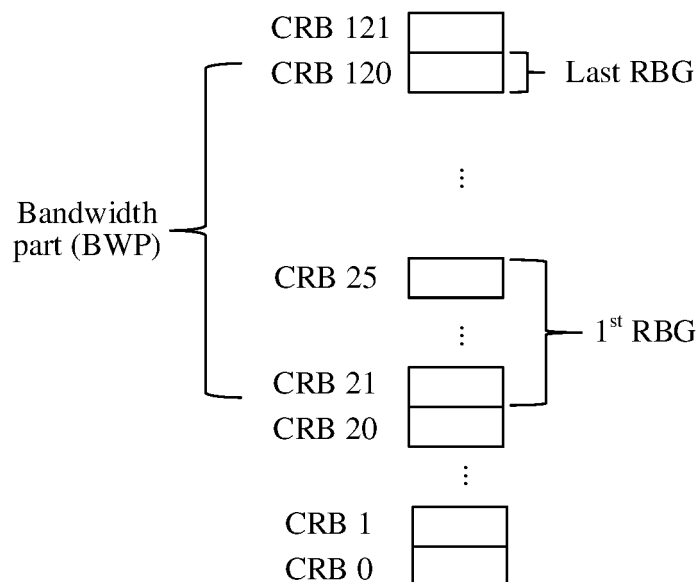 CRB 121
CRB 120
Last RBG
⋮
Bandwidth
part (BWP)
CRB 25
⋮
1st RBG
CRB 21
CRB 20
⋮
CRB 1
CRB 0